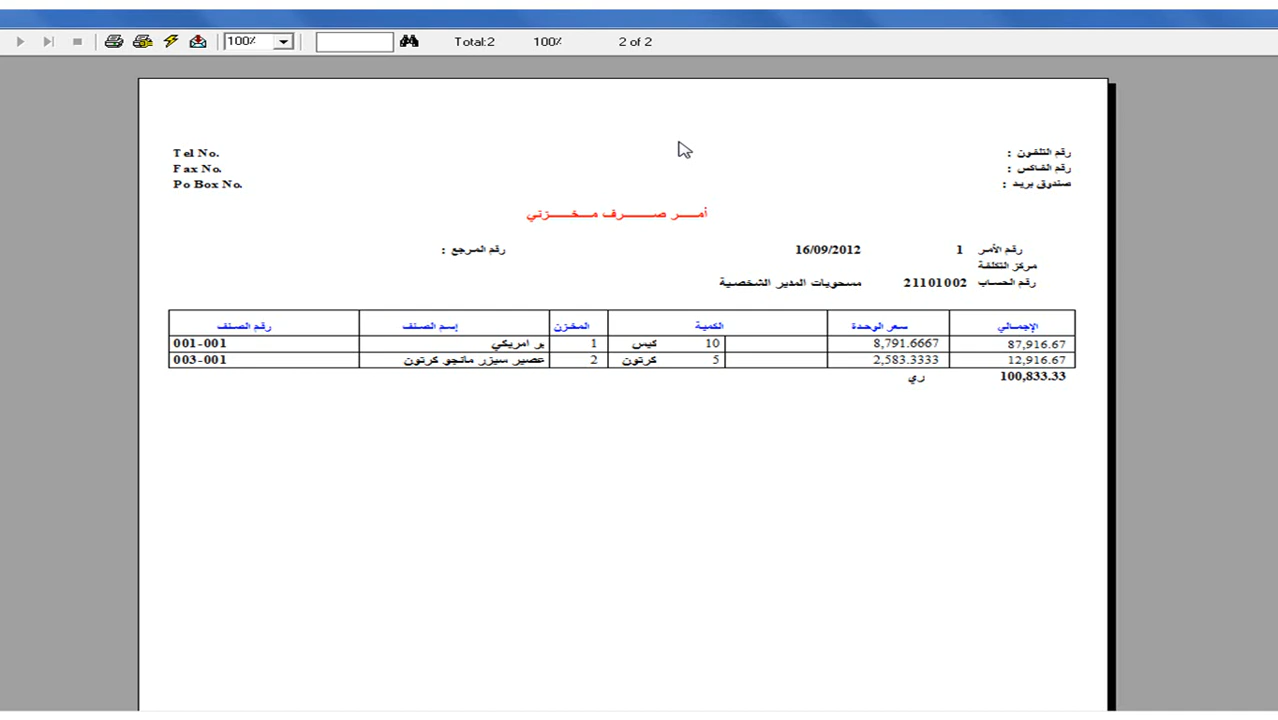 100% Total:2 100% 2 of 2
Tel No. رقم التلفون :
Fax No. رقم الفاكس :
Po Box No. صندوق بريد :
أمـــر صــــرف مـــخـــزني
رقم الأمر 1 16/09/2012 رقم المرجع :
مركز التكلفة
رقم الحساب 21101002 مسحوبات المدير الشخصية
رقم الصنف إسم الصنف المخزن الكمية سعر الوحدة الإجمالي
001-001 بر امريكي 1 كيس 10 8,791.6667 87,916.67
003-001 عصير سيزر مانجو كرتون 2 كرتون 5 2,583.3333 12,916.67
ري 100,833.33